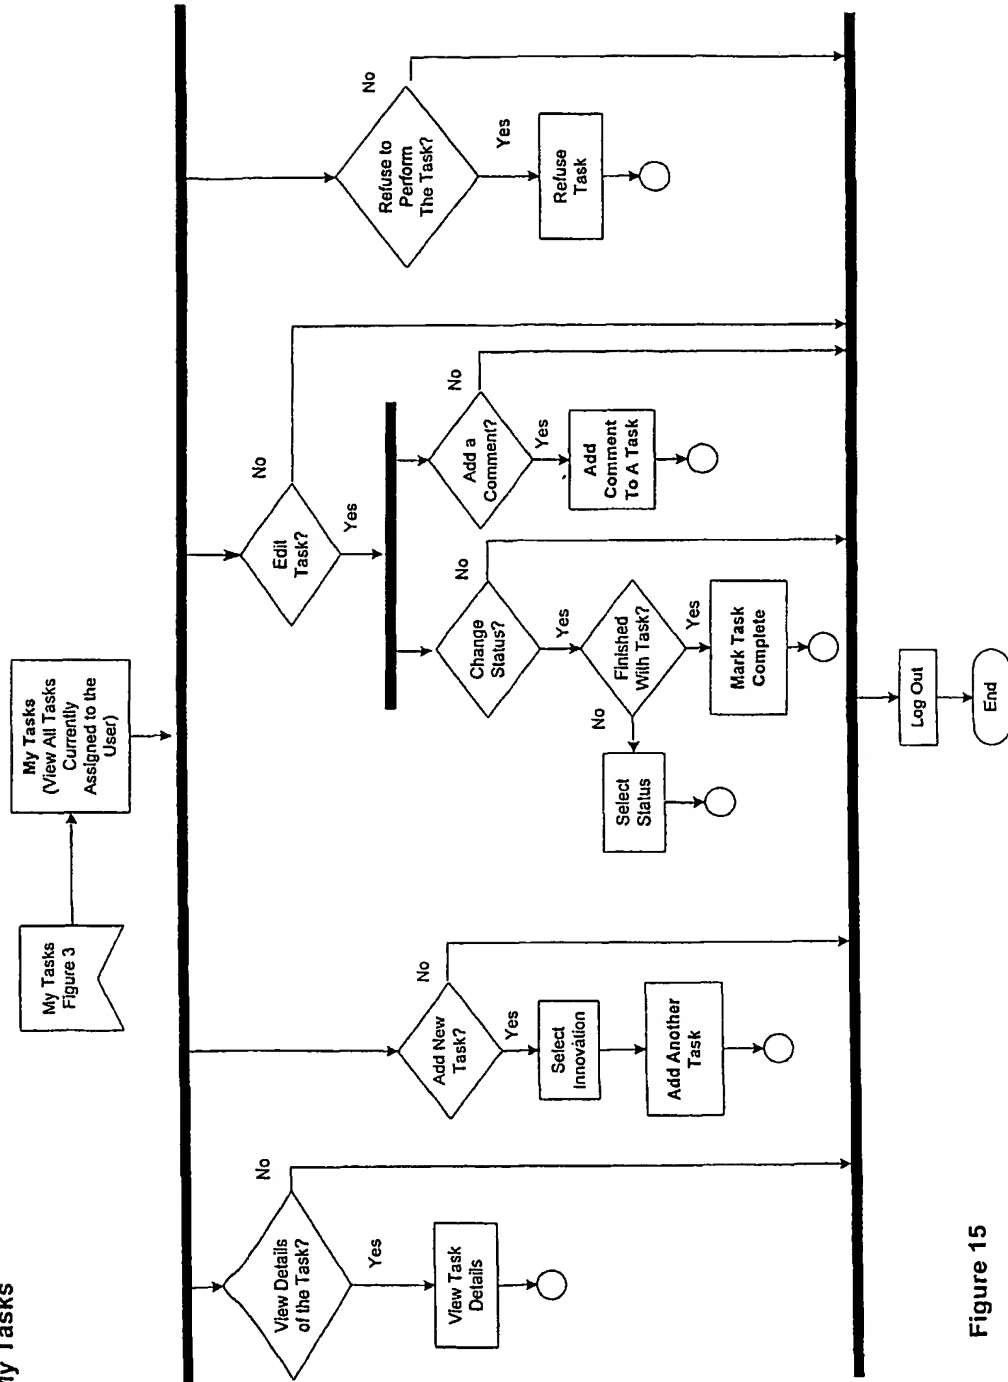 My Tasks
My Tasks
Figure 3
My Tasks
(View All Tasks
Currently
Assigned to the
User)
View Details
of the Task?
No
Yes
View Task
Details
Add New
Task?
No
Yes
Select
Innovation
Add Another
Task
Edit
Task?
No
Yes
Change
Status?
No
Yes
Finished
With Task?
No
Yes
Select
Status
Mark Task
Complete
Add a
Comment?
No
Yes
Add
Comment
To A Task
Refuse to
Perform
The Task?
No
Yes
Refuse
Task
Log Out
End
Figure 15